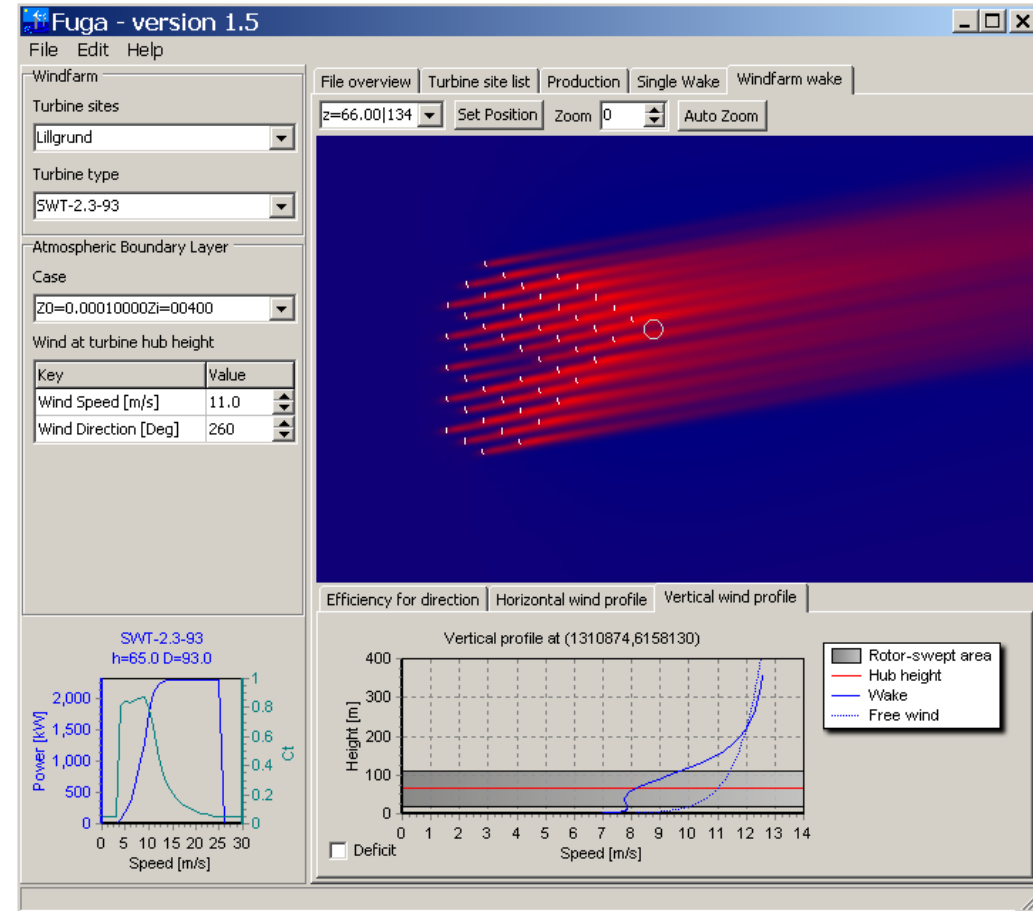 Fuga - version 1.5
File Edit Help
Windfarm
Turbine sites
Lillgrund
Turbine type
SWT-2.3-93
Atmospheric Boundary Layer
Case
Z0=0.00010000Zi=00400
Wind at turbine hub height
Key Value
Wind Speed [m/s] 11.0
Wind Direction [Deg] 260
File overview Turbine site list Production Single Wake Windfarm wake
z=66.00|134 Set Position Zoom 0 Auto Zoom
Efficiency for direction Horizontal wind profile Vertical wind profile
SWT-2.3-93
h=65.0 D=93.0
Power [kW]
2,000
1,500
1,000
500
0
1
0.8
0.6
0.4
0.2
0
Ct
0 5 10 15 20 25 30
Speed [m/s]
Vertical profile at (1310874,6158130)
Height [m]
400
300
200
100
0
0 1 2 3 4 5 6 7 8 9 10 11 12 13 14
Speed [m/s]
Deficit
Rotor-swept area
Hub height
Wake
Free wind